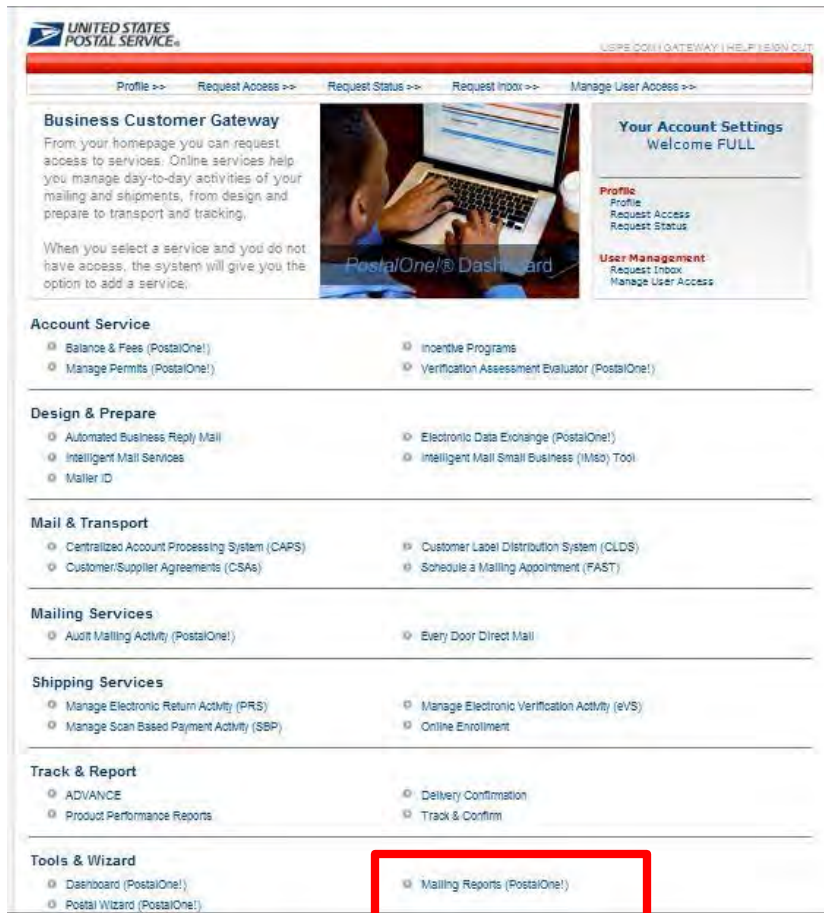 UNITED STATES
POSTAL SERVICE®
USPS.COM | GATEWAY | HELP | SIGN OUT
Profile >> Request Access >> Request Status >> Request Inbox >> Manage User Access >>
Business Customer Gateway
From your homepage you can request
access to services. Online services help
you manage day-to-day activities of your
mailing and shipments, from design and
prepare to transport and tracking.
When you select a service and you do not
have access, the system will give you the
option to add a service.
PostalOne!® Dashboard
Your Account Settings
Welcome FULL
Profile
Profile
Request Access
Request Status
User Management
Request Inbox
Manage User Access
Account Service
Balance & Fees (PostalOne!)
Incentive Programs
Manage Permits (PostalOne!)
Verification Assessment Evaluator (PostalOne!)
Design & Prepare
Automated Business Reply Mail
Electronic Data Exchange (PostalOne!)
Intelligent Mail Services
Intelligent Mail Small Business (IMsb) Tool
Mailer ID
Mail & Transport
Centralized Account Processing System (CAPS)
Customer Label Distribution System (CLDS)
Customer/Supplier Agreements (CSAs)
Schedule a Mailing Appointment (FAST)
Mailing Services
Audit Mailing Activity (PostalOne!)
Every Door Direct Mail
Shipping Services
Manage Electronic Return Activity (PRS)
Manage Electronic Verification Activity (eVS)
Manage Scan Based Payment Activity (SBP)
Online Enrollment
Track & Report
ADVANCE
Delivery Confirmation
Product Performance Reports
Track & Confirm
Tools & Wizard
Dashboard (PostalOne!)
Mailing Reports (PostalOne!)
Postal Wizard (PostalOne!)